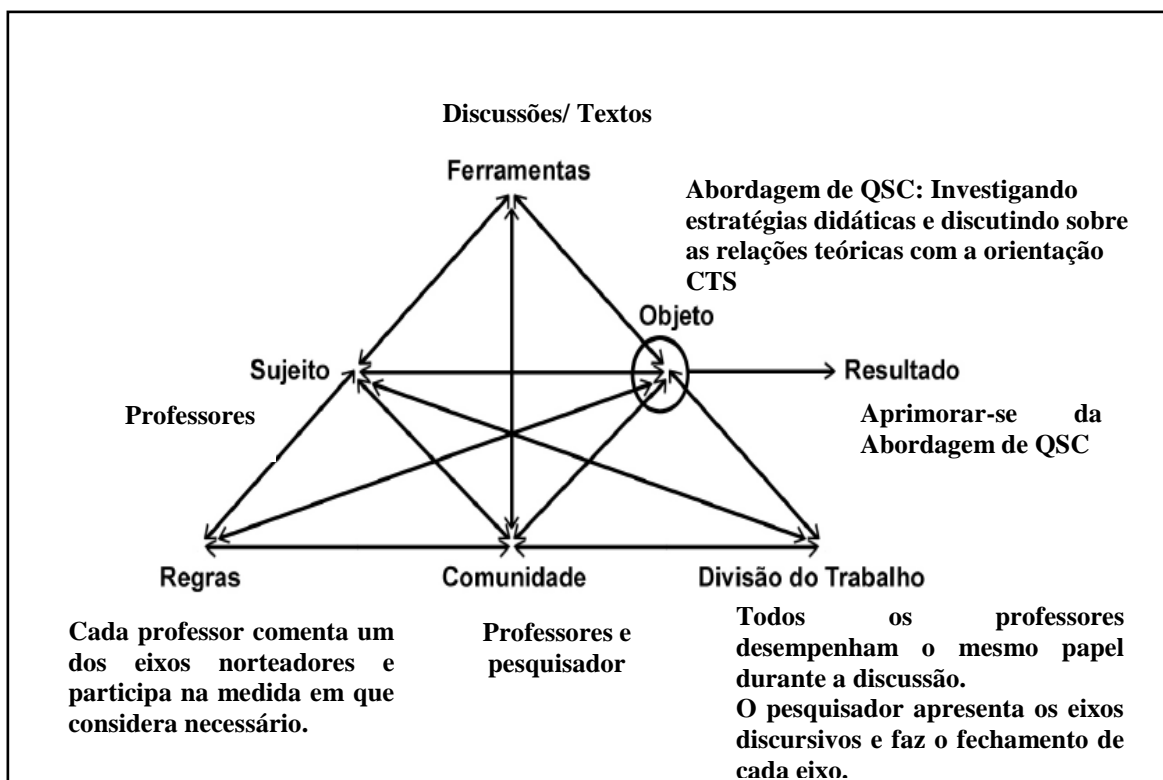 Discussões/ Textos
Ferramentas
Abordagem de QSC: Investigando
estratégias didáticas e discutindo sobre
as relações teóricas com a orientação
CTS
Objeto
Sujeito
Resultado
Professores
Aprimorar-se da
Abordagem de QSC
Regras
Comunidade
Divisão do Trabalho
Cada professor comenta um
dos eixos norteadores e
participa na medida em que
considera necessário.
Professores e
pesquisador
Todos os professores
desempenham o mesmo papel
durante a discussão.
O pesquisador apresenta os eixos
discursivos e faz o fechamento de
cada eixo.